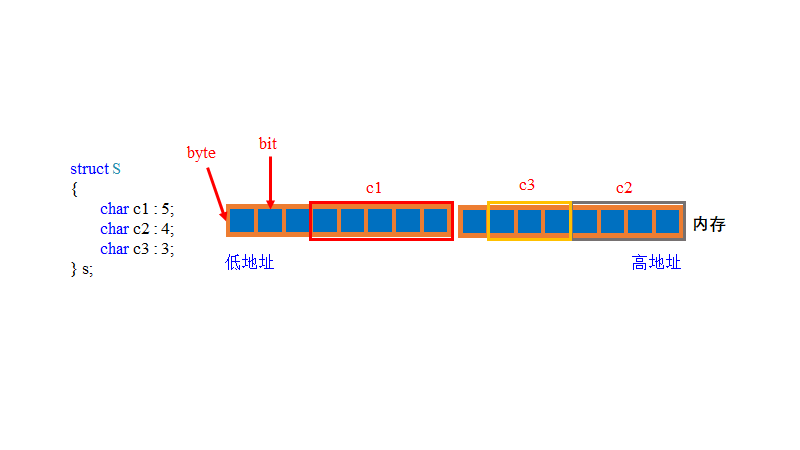 byte
bit
struct S
{
char c1 : 5;
char c2 : 4;
char c3 : 3;
} s;
c1
c3
c2
内存
低地址
高地址